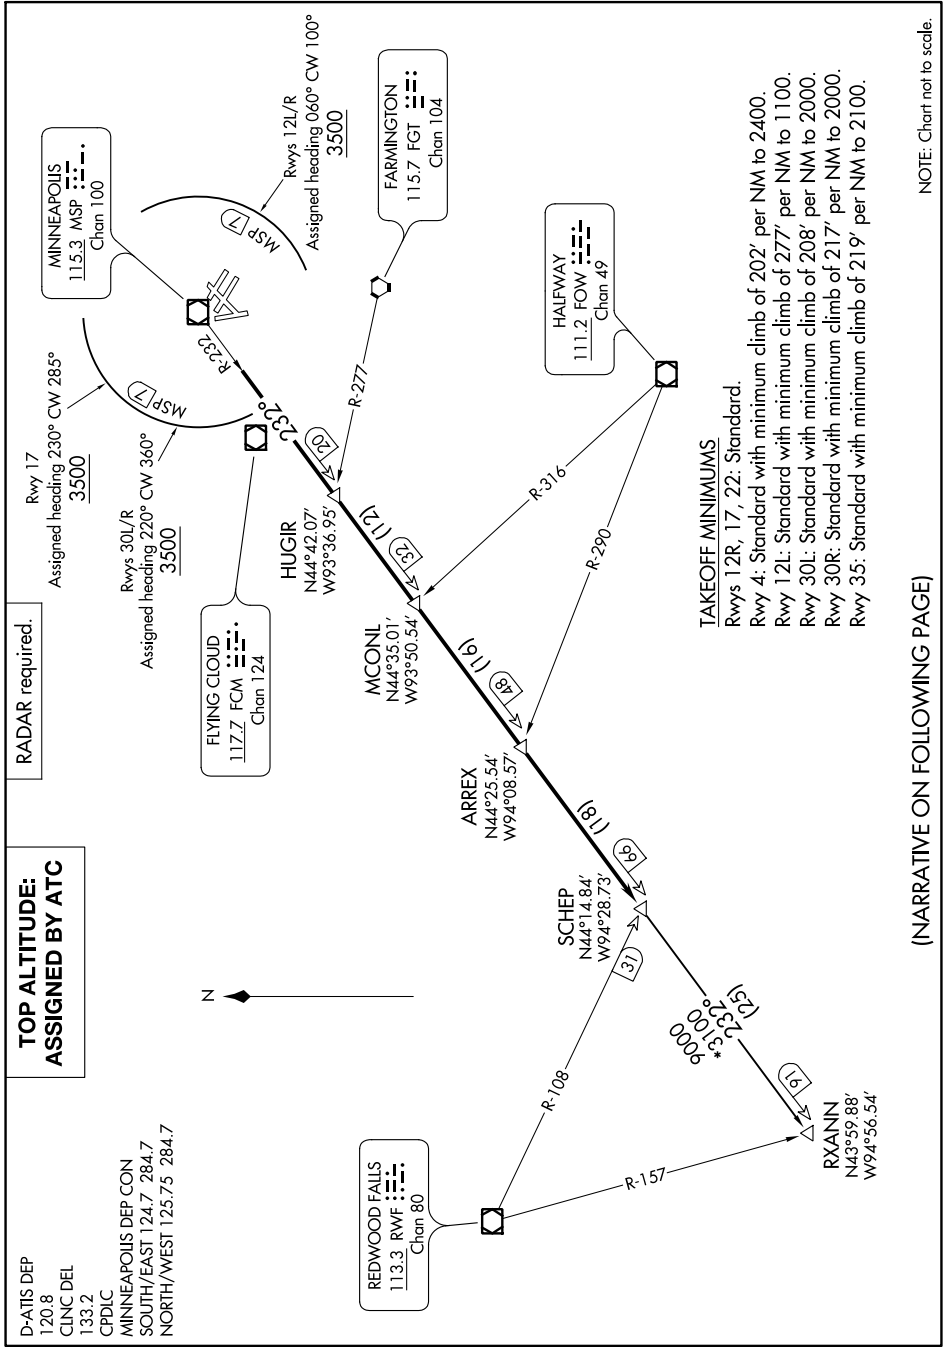 D-ATIS DEP
120.8
CLNC DEL
133.2
CPDLC
MINNEAPOLIS DEP CON
SOUTH/EAST 124.7 284.7
NORTH/WEST 125.75 284.7
TOP ALTITUDE:
ASSIGNED BY ATC
RADAR required.
Rwy 17
Assigned heading 230° CW 285°
3500
Rwys 30L/R
Assigned heading 220° CW 360°
3500
MINNEAPOLIS
115.3 MSP
Chan 100
Rwys 12L/R
Assigned heading 060° CW 100°
3500
MSP 7
MSP 7
FARMINGTON
115.7 FGT
Chan 104
FLYING CLOUD
117.7 FCM
Chan 124
HALFWAY
111.2 FOW
Chan 49
REDWOOD FALLS
113.3 RWF
Chan 80
N
R-232
232°
20
R-277
HUGIR
N44°42.07'
W93°36.95'
(12)
32
R-316
MCONL
N44°35.01'
W93°50.54'
(16)
48
R-290
ARREX
N44°25.54'
W94°08.57'
(18)
66
SCHEP
N44°14.84'
W94°28.73'
31
R-108
9000
*3100
232°
(25)
91
R-157
RXANN
N43°59.88'
W94°56.54'
TAKEOFF MINIMUMS
Rwys 12R, 17, 22: Standard.
Rwy 4: Standard with minimum climb of 202' per NM to 2400.
Rwy 12L: Standard with minimum climb of 277' per NM to 1100.
Rwy 30L: Standard with minimum climb of 208' per NM to 2000.
Rwy 30R: Standard with minimum climb of 217' per NM to 2000.
Rwy 35: Standard with minimum climb of 219' per NM to 2100.
(NARRATIVE ON FOLLOWING PAGE)
NOTE: Chart not to scale.